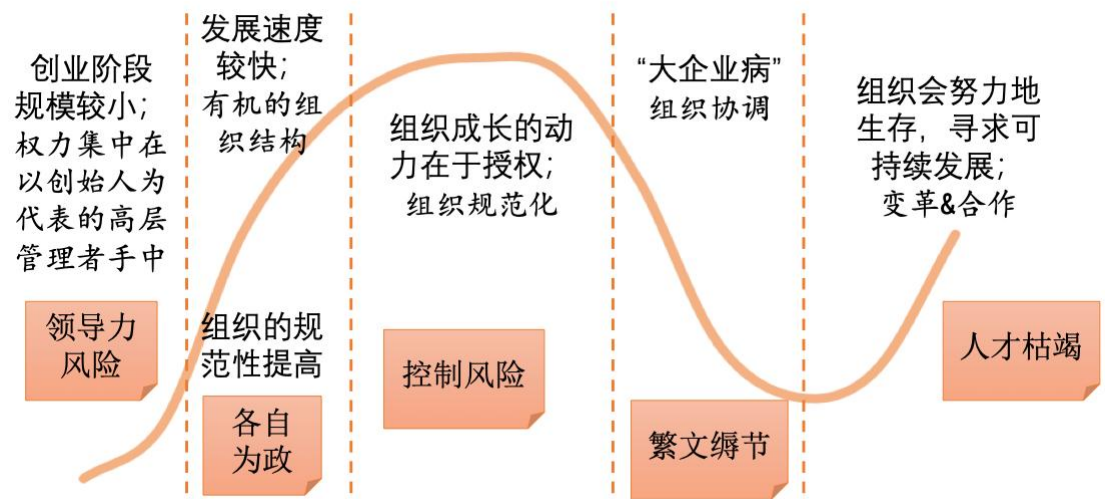 创业阶段
规模较小；
权力集中在
以创始人为
代表的高层
管理者手中
领导力
风险
发展速度
较快；
有机的组
织结构
组织的规
范性提高
各自
为政
组织成长的动
力在于授权；
组织规范化
控制风险
“大企业病”
组织协调
繁文缛节
组织会努力地
生存，寻求可
持续发展；
变革&合作
人才枯竭